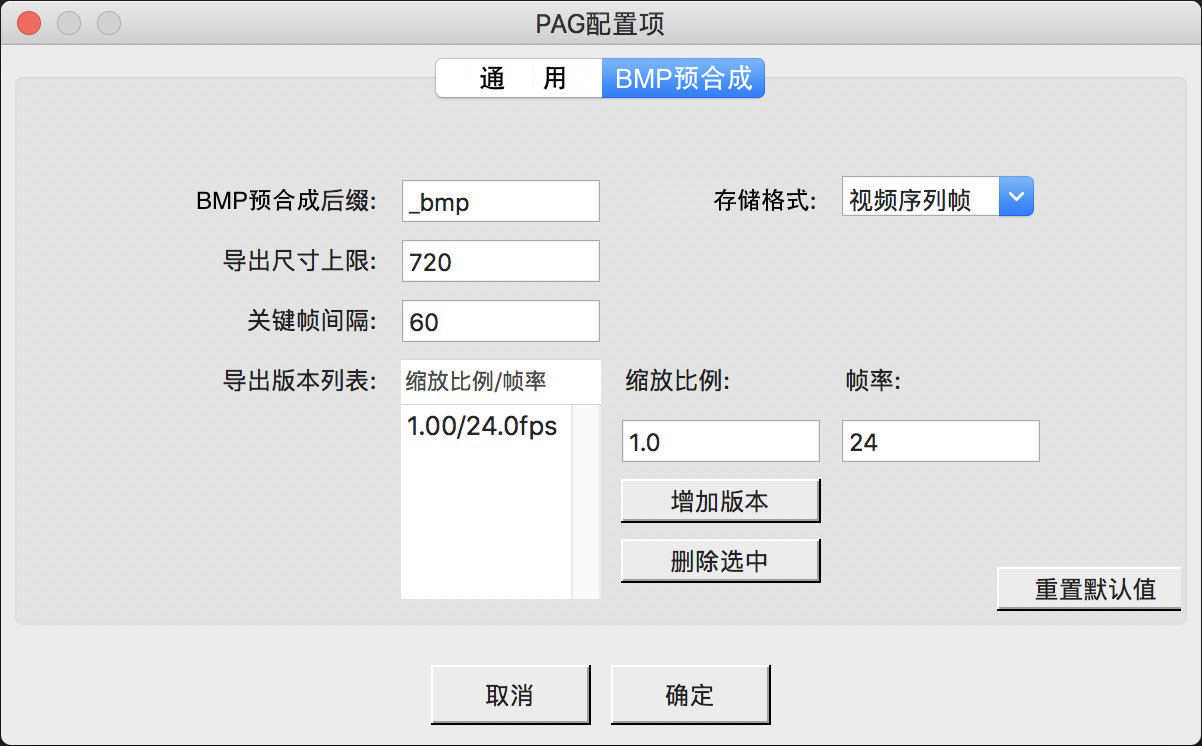 PAG配置项
通 用 BMP预合成
BMP预合成后缀: _bmp 存储格式: 视频序列帧
导出尺寸上限: 720
关键帧间隔: 60
导出版本列表: 缩放比例/帧率 缩放比例: 帧率:
1.00/24.0fps 1.0 24
增加版本
删除选中
重置默认值
取消 确定